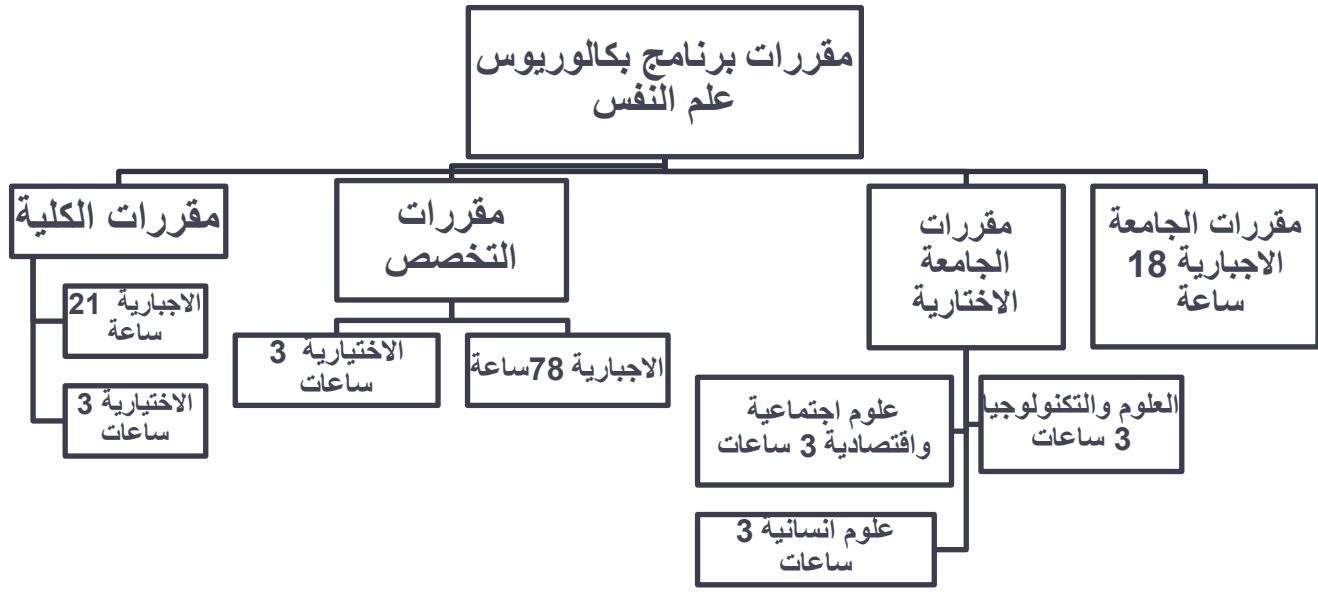 مقررات برنامج بكالوريوس
علم النفس
مقررات الجامعة
الاجبارية 18
ساعة
مقررات
الجامعة
الاختارية
العلوم والتكنولوجيا
3 ساعات
علوم اجتماعية
واقتصادية 3 ساعات
علوم انسانية 3
ساعات
مقررات
التخصص
الاجبارية 78ساعة
الاختيارية 3
ساعات
مقررات الكلية
الاجبارية 21
ساعة
الاختيارية 3
ساعات